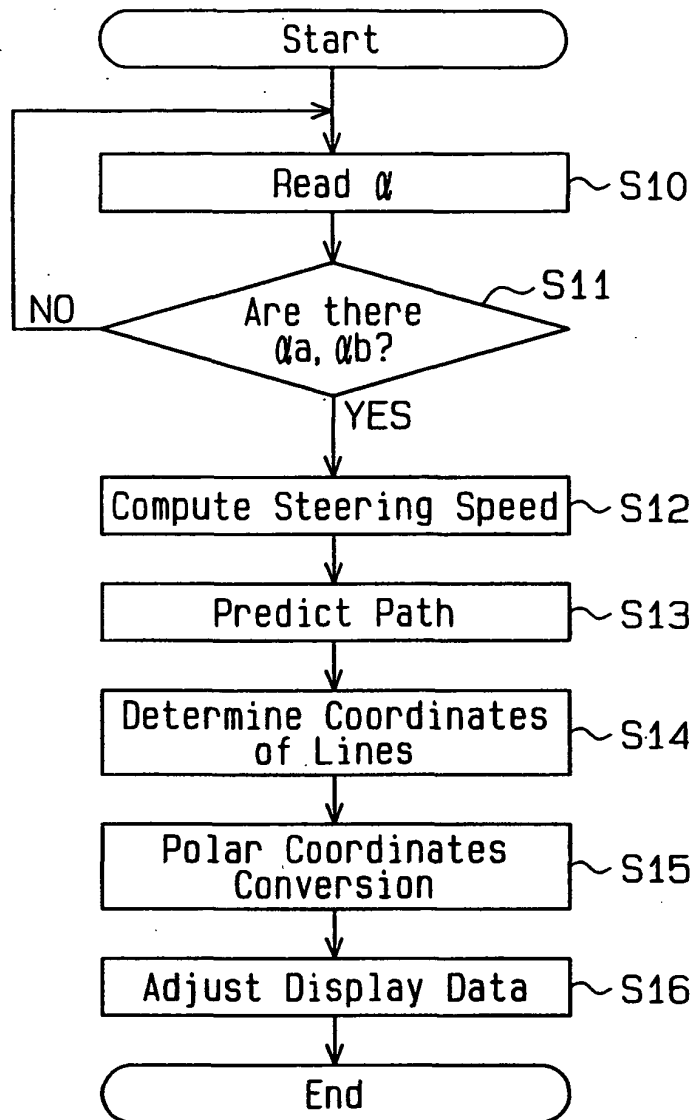 Start
Read α
S10
Are there
αa, αb?
S11
NO
YES
Compute Steering Speed
S12
Predict Path
S13
Determine Coordinates
of Lines
S14
Polar Coordinates
Conversion
S15
Adjust Display Data
S16
End